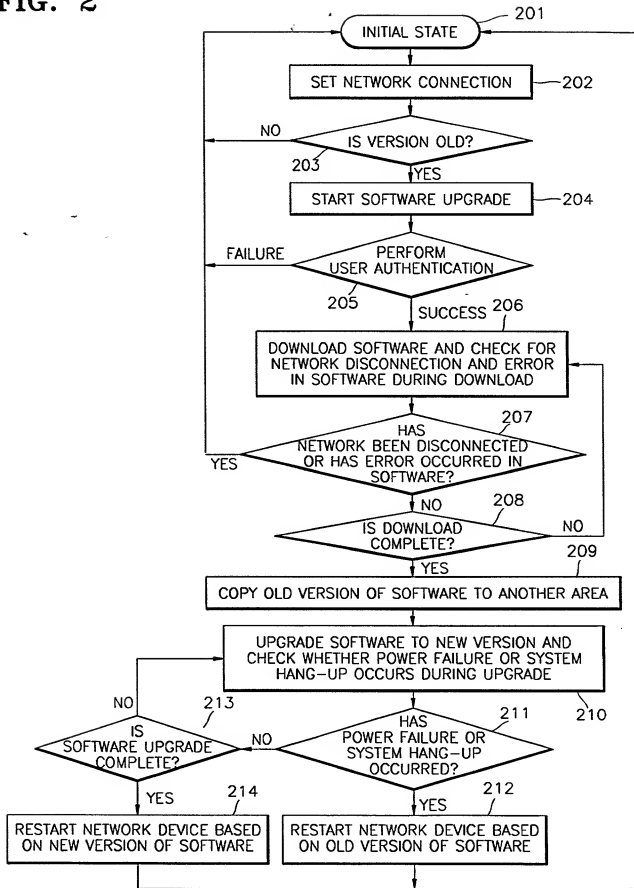 FIG. 2
INITIAL STATE
201
SET NETWORK CONNECTION
202
NO
IS VERSION OLD?
203
YES
START SOFTWARE UPGRADE
204
FAILURE
PERFORM
USER AUTHENTICATION
205
SUCCESS
206
DOWNLOAD SOFTWARE AND CHECK FOR
NETWORK DISCONNECTION AND ERROR
IN SOFTWARE DURING DOWNLOAD
207
HAS
NETWORK BEEN DISCONNECTED
OR HAS ERROR OCCURRED IN
SOFTWARE?
YES
NO
208
IS DOWNLOAD
COMPLETE?
NO
YES
209
COPY OLD VERSION OF SOFTWARE TO ANOTHER AREA
UPGRADE SOFTWARE TO NEW VERSION AND
CHECK WHETHER POWER FAILURE OR SYSTEM
HANG-UP OCCURS DURING UPGRADE
210
NO
213
IS
SOFTWARE UPGRADE
COMPLETE?
NO
211
HAS
POWER FAILURE OR
SYSTEM HANG-UP
OCCURRED?
YES
214
YES
212
RESTART NETWORK DEVICE BASED
ON NEW VERSION OF SOFTWARE
RESTART NETWORK DEVICE BASED
ON OLD VERSION OF SOFTWARE